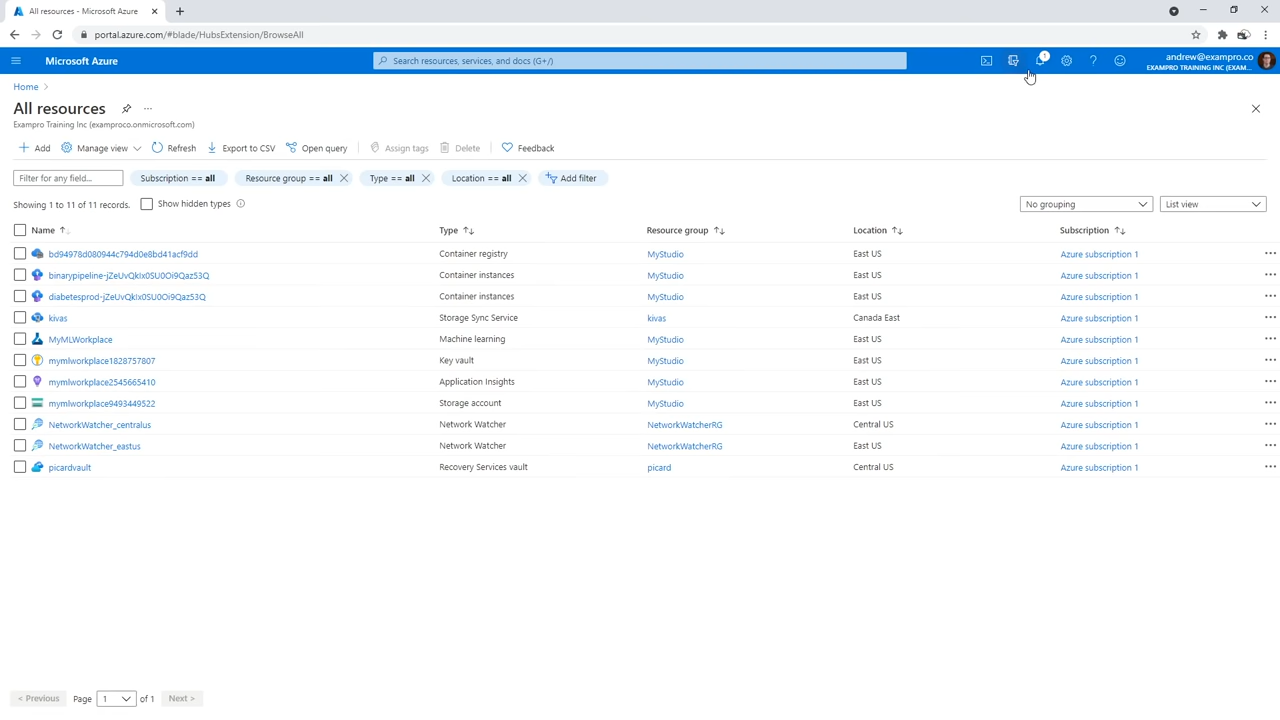 All resources - Microsoft Azure
portal.azure.com/#blade/HubsExtension/BrowseAll
Microsoft Azure
Search resources, services, and docs (G+/)
1
andrew@exampro.co
EXAMPRO TRAINING INC (EXAM...
Home
All resources
Exampro Training Inc (examproco.onmicrosoft.com)
Add Manage view Refresh Export to CSV Open query Assign tags Delete Feedback
Filter for any field... Subscription == all Resource group == all Type == all Location == all Add filter
Showing 1 to 11 of 11 records. Show hidden types No grouping List view
Name Type Resource group Location Subscription
bd94978d080944c794d0e8bd41acf9dd Container registry MyStudio East US Azure subscription 1
binarypipeline-jZeUvQkIx0SU0Oi9Qaz53Q Container instances MyStudio East US Azure subscription 1
diabetesprod-jZeUvQkIx0SU0Oi9Qaz53Q Container instances MyStudio East US Azure subscription 1
kivas Storage Sync Service kivas Canada East Azure subscription 1
MyMLWorkplace Machine learning MyStudio East US Azure subscription 1
mymlworkplace1828757807 Key vault MyStudio East US Azure subscription 1
mymlworkplace2545665410 Application Insights MyStudio East US Azure subscription 1
mymlworkplace9493449522 Storage account MyStudio East US Azure subscription 1
NetworkWatcher_centralus Network Watcher NetworkWatcherRG Central US Azure subscription 1
NetworkWatcher_eastus Network Watcher NetworkWatcherRG East US Azure subscription 1
picardvault Recovery Services vault picard Central US Azure subscription 1
< Previous Page 1 of 1 Next >